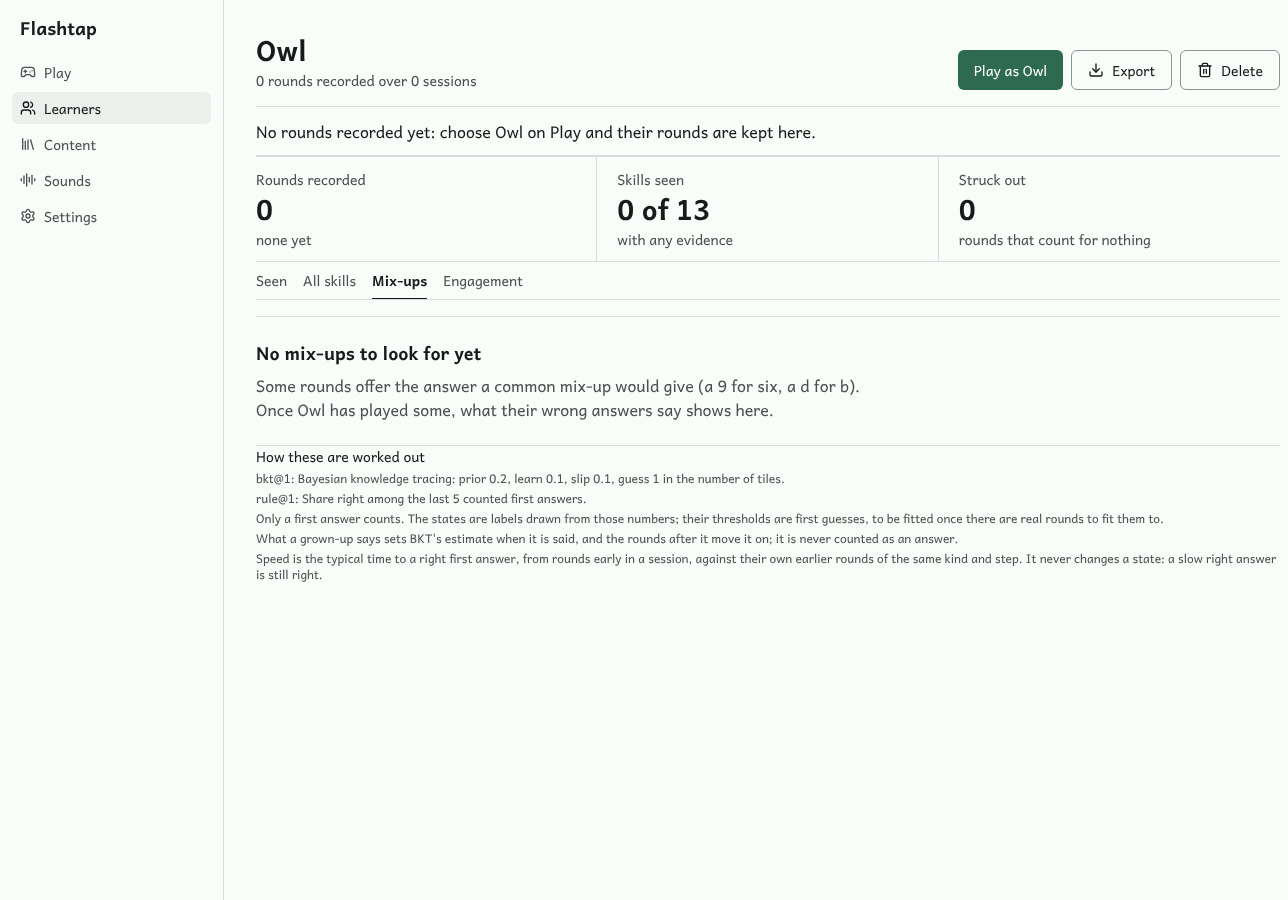 Flashtap
Play
Learners
Content
Sounds
Settings
Owl
0 rounds recorded over 0 sessions
Play as Owl
Export
Delete
No rounds recorded yet: choose Owl on Play and their rounds are kept here.
Rounds recorded
0
none yet
Skills seen
0 of 13
with any evidence
Struck out
0
rounds that count for nothing
Seen
All skills
Mix-ups
Engagement
No mix-ups to look for yet
Some rounds offer the answer a common mix-up would give (a 9 for six, a d for b).
Once Owl has played some, what their wrong answers say shows here.
How these are worked out
bkt@1: Bayesian knowledge tracing: prior 0.2, learn 0.1, slip 0.1, guess 1 in the number of tiles.
rule@1: Share right among the last 5 counted first answers.
Only a first answer counts. The states are labels drawn from those numbers; their thresholds are first guesses, to be fitted once there are real rounds to fit them to.
What a grown-up says sets BKT's estimate when it is said, and the rounds after it move it on; it is never counted as an answer.
Speed is the typical time to a right first answer, from rounds early in a session, against their own earlier rounds of the same kind and step. It never changes a state: a slow right answer
is still right.